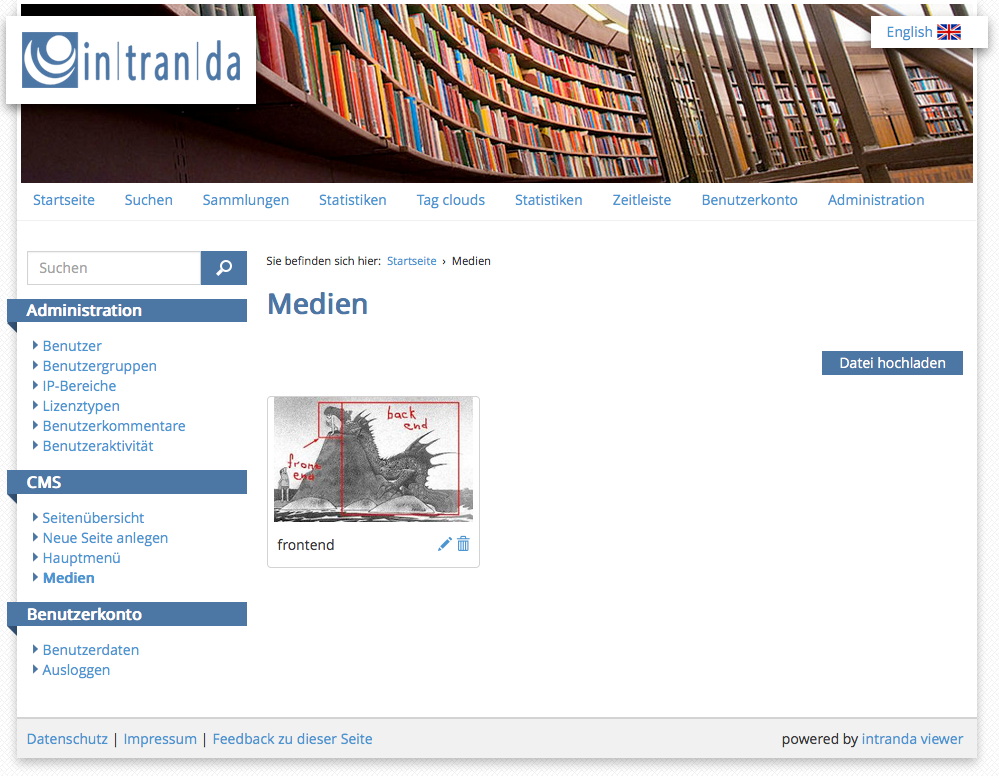 in|tran|da
English
Startseite Suchen Sammlungen Statistiken Tag clouds Statistiken Zeitleiste Benutzerkonto Administration
Suchen
Administration
Benutzer
Benutzergruppen
IP-Bereiche
Lizenztypen
Benutzerkommentare
Benutzeraktivität
CMS
Seitenübersicht
Neue Seite anlegen
Hauptmenü
Medien
Benutzerkonto
Benutzerdaten
Ausloggen
Sie befinden sich hier: Startseite › Medien
Medien
Datei hochladen
back
end
front
end
frontend
Datenschutz | Impressum | Feedback zu dieser Seite
powered by intranda viewer